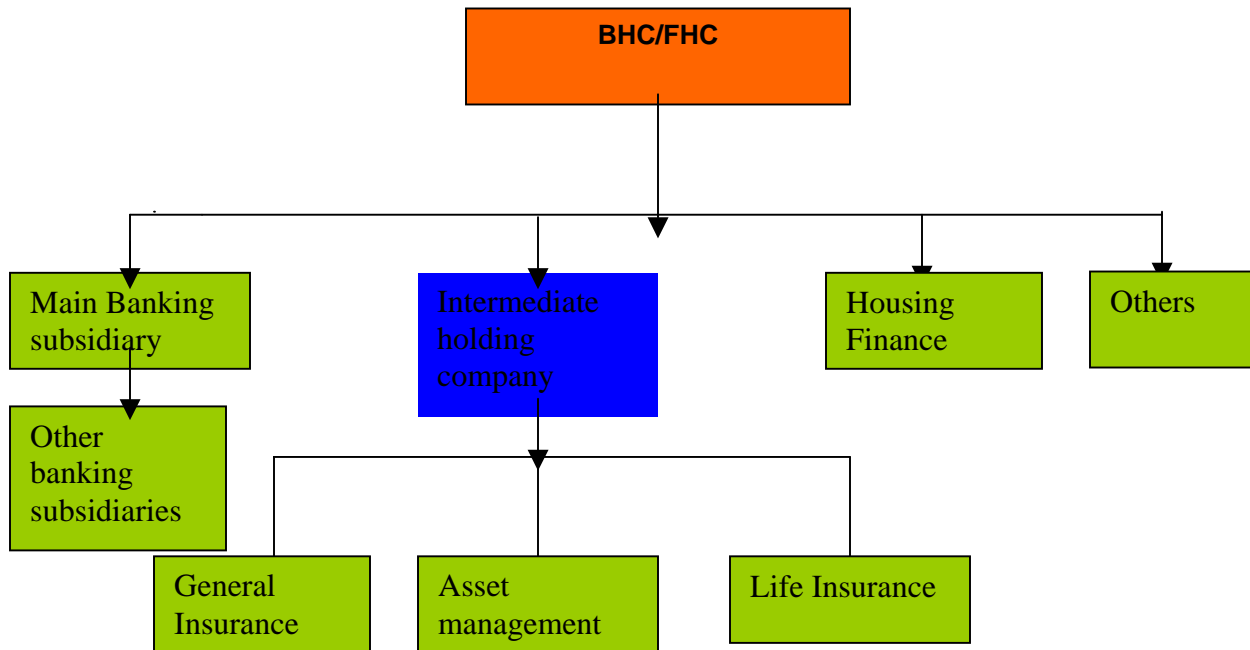 BHC/FHC
Main Banking
subsidiary
Intermediate
holding
company
Housing
Finance
Others
Other
banking
subsidiaries
General
Insurance
Asset
management
Life Insurance